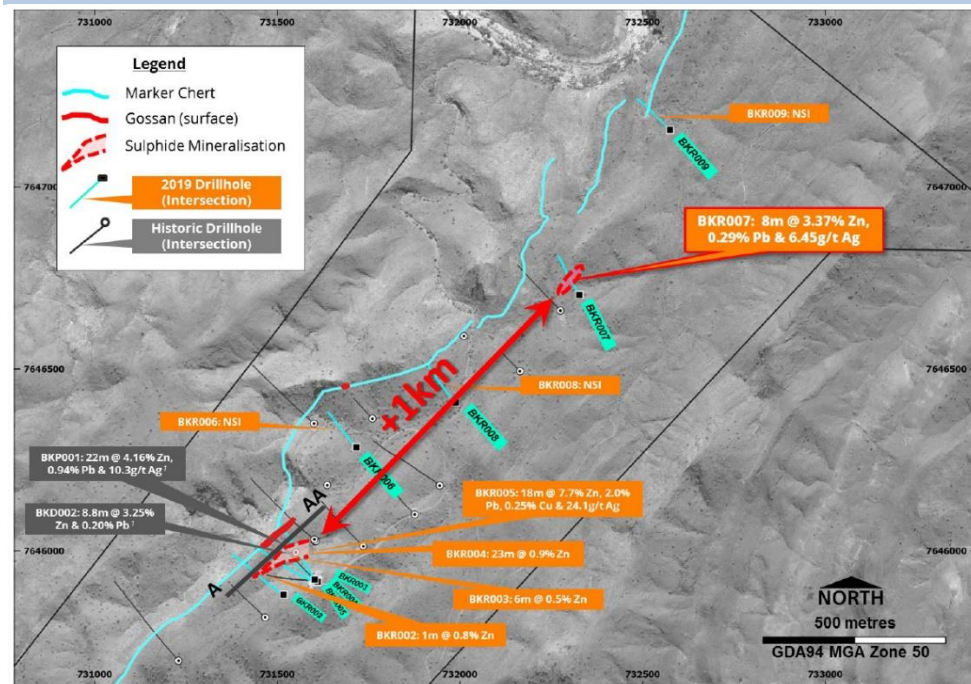 731000
731500
732000
732500
733000
Legend
Marker Chert
Gossan (surface)
Sulphide Mineralisation
2019 Drillhole
(Intersection)
Historic Drillhole
(Intersection)
BKR009: NSI
BKR009
7647000
7647000
BKR007: 8m @ 3.37% Zn,
0.29% Pb & 6.45g/t Ag
BKR007
7646500
7646500
+1km
BKR008: NSI
BKR008
BKR006: NSI
BKR006
BKP001: 22m @ 4.16% Zn,
0.94% Pb & 10.3g/t Ag
BKD002: 8.8m @ 3.25%
Zn & 0.20% Pb
AA
A
BKR005: 18m @ 7.7% Zn, 2.0%
Pb, 0.25% Cu & 24.1g/t Ag
BKR004: 23m @ 0.9% Zn
BKR003: 6m @ 0.5% Zn
BKR002: 1m @ 0.8% Zn
7646000
7646000
NORTH
500 metres
GDA94 MGA Zone 50
731000
731500
732000
732500
733000